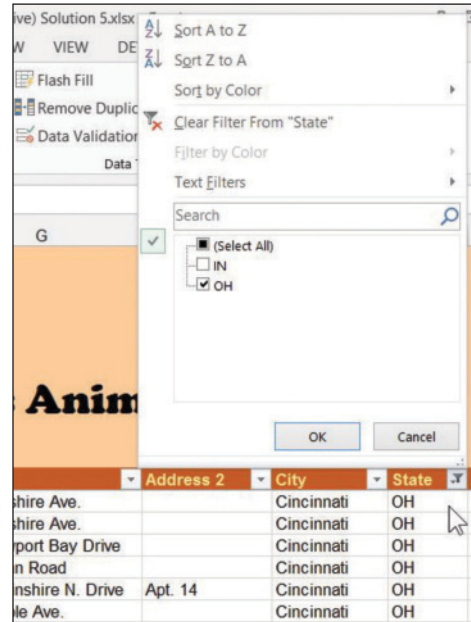 ive) Solution 5.xlsx
W VIEW DE
Flash Fill
Remove Duplic
Data Validation
Data
G
Sort A to Z
Sort Z to A
Sort by Color
Clear Filter From "State"
Filter by Color
Text Filters
Search
(Select All)
IN
OH
OK Cancel
Anim
Address 2 City State
shire Ave. Cincinnati OH
shire Ave. Cincinnati OH
port Bay Drive Cincinnati OH
n Road Cincinnati OH
nshire N. Drive Apt. 14 Cincinnati OH
le Ave. Cincinnati OH